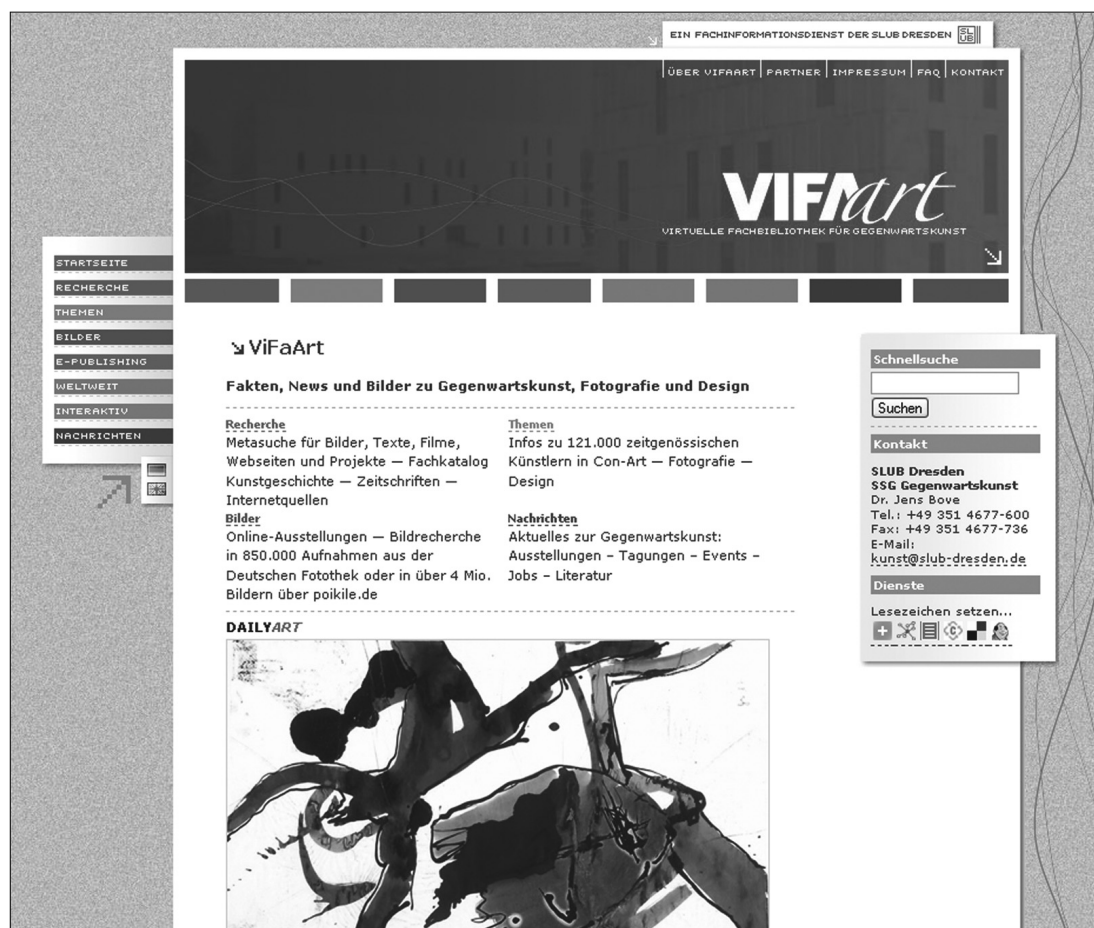 EIN FACHINFORMATIONSDIENST DER SLUB DRESDEN SLUB
ÜBER VIFAART PARTNER IMPRESSUM FAQ KONTAKT
VIFAart
VIRTUELLE FACHBIBLIOTHEK FÜR GEGENWARTSKUNST
STARTSEITE
RECHERCHE
THEMEN
BILDER
E-PUBLISHING
WELTWEIT
INTERAKTIV
NACHRICHTEN
ViFaArt
Fakten, News und Bilder zu Gegenwartskunst, Fotografie und Design
Recherche
Metasuche für Bilder, Texte, Filme,
Webseiten und Projekte — Fachkatalog
Kunstgeschichte — Zeitschriften —
Internetquellen
Themen
Infos zu 121.000 zeitgenössischen
Künstlern in Con-Art — Fotografie —
Design
Bilder
Online-Ausstellungen — Bildrecherche
in 850.000 Aufnahmen aus der
Deutschen Fotothek oder in über 4 Mio.
Bildern über poikile.de
Nachrichten
Aktuelles zur Gegenwartskunst:
Ausstellungen – Tagungen – Events –
Jobs – Literatur
DAILYART
Schnellsuche
Suchen
Kontakt
SLUB Dresden
SSG Gegenwartskunst
Dr. Jens Bove
Tel.: +49 351 4677-600
Fax: +49 351 4677-736
E-Mail:
kunst@slub-dresden.de
Dienste
Lesezeichen setzen...